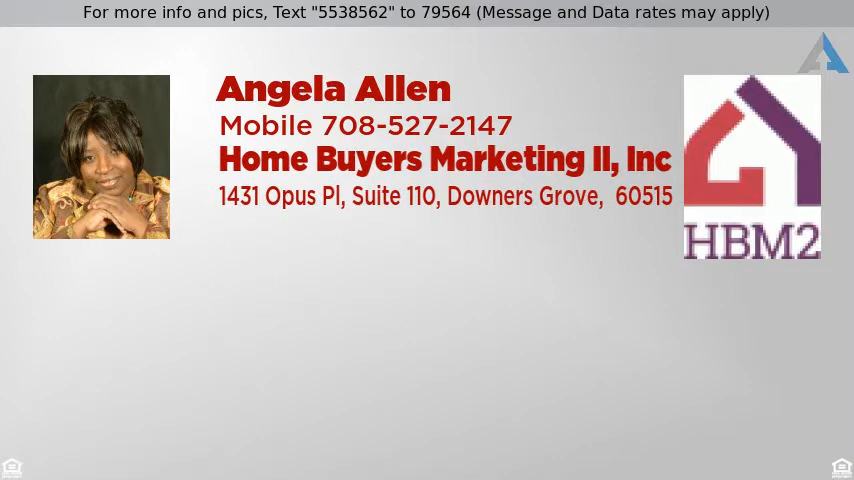 For more info and pics, Text "5538562" to 79564 (Message and Data rates may apply)
Angela Allen
Mobile 708-527-2147
Home Buyers Marketing II, Inc
1431 Opus Pl, Suite 110, Downers Grove,  60515
HBM2